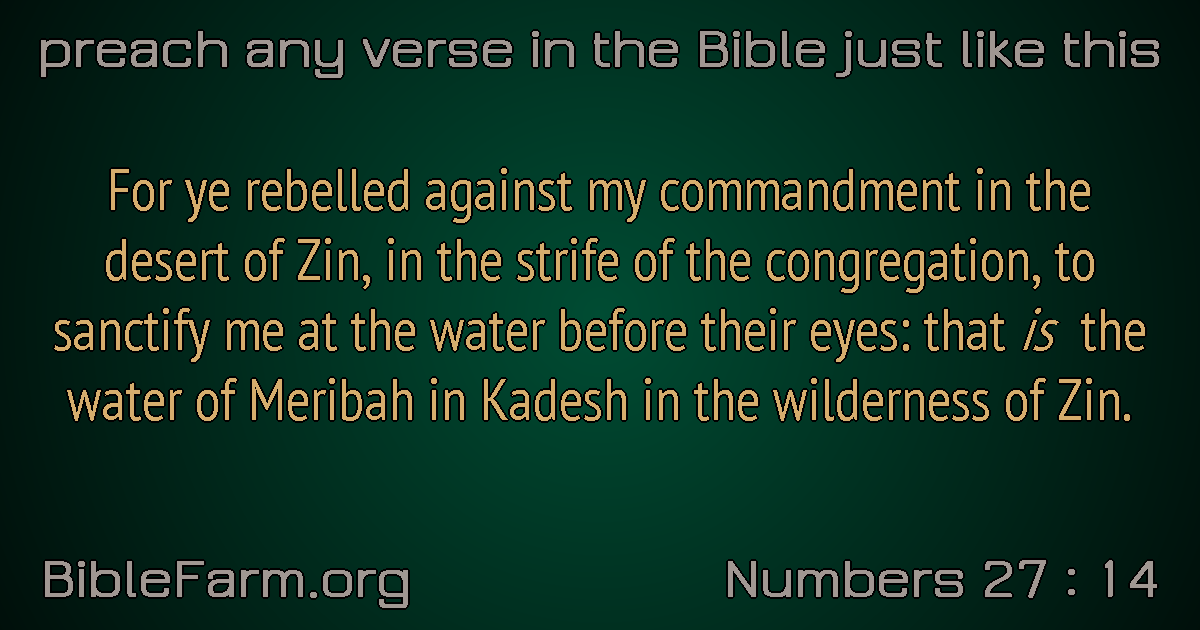 preach any verse in the Bible just like this
For ye rebelled against my commandment in the
desert of Zin, in the strife of the congregation, to
sanctify me at the water before their eyes: that is the
water of Meribah in Kadesh in the wilderness of Zin.
BibleFarm.org
Numbers 27 : 14